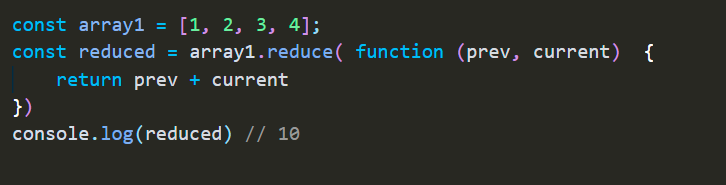 const array1 = [1, 2, 3, 4];
const reduced = array1.reduce( function (prev, current)  {
    return prev + current
})
console.log(reduced) // 10